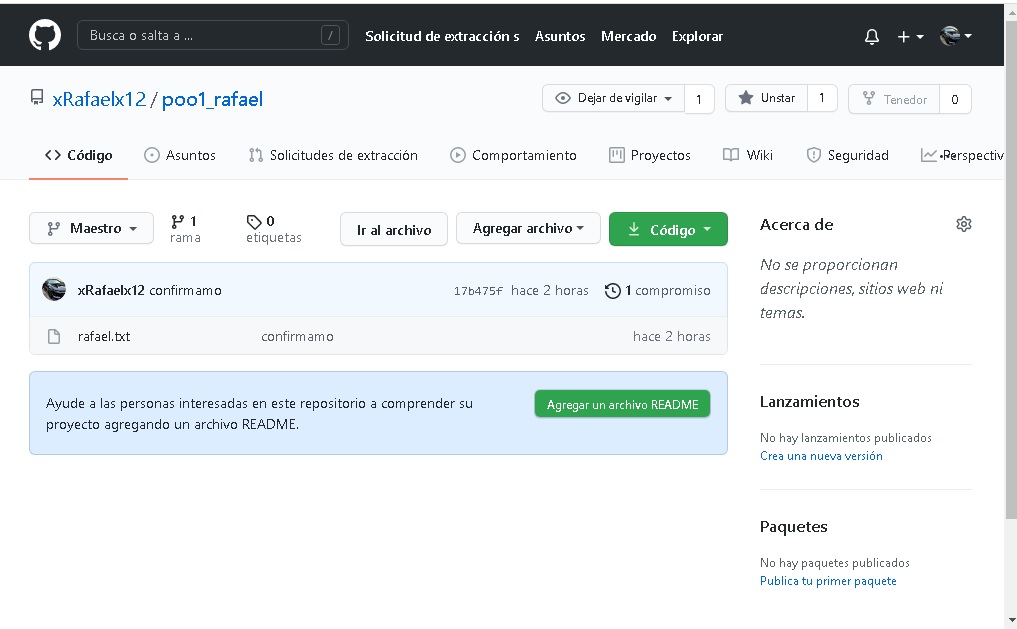 Busca o salta a ... / Solicitud de extracción s Asuntos Mercado Explorar
xRafaelx12 / poo1_rafael Dejar de vigilar 1 Unstar 1 Tenedor 0
Código Asuntos Solicitudes de extracción Comportamiento Proyectos Wiki Seguridad Perspectiv
Maestro 1 rama 0 etiquetas Ir al archivo Agregar archivo Código
xRafaelx12 confirmamo 17b475f hace 2 horas 1 compromiso
rafael.txt confirmamo hace 2 horas
Ayude a las personas interesadas en este repositorio a comprender su
proyecto agregando un archivo README.
Agregar un archivo README
Acerca de
No se proporcionan
descripciones, sitios web ni
temas.
Lanzamientos
No hay lanzamientos publicados
Crea una nueva versión
Paquetes
No hay paquetes publicados
Publica tu primer paquete